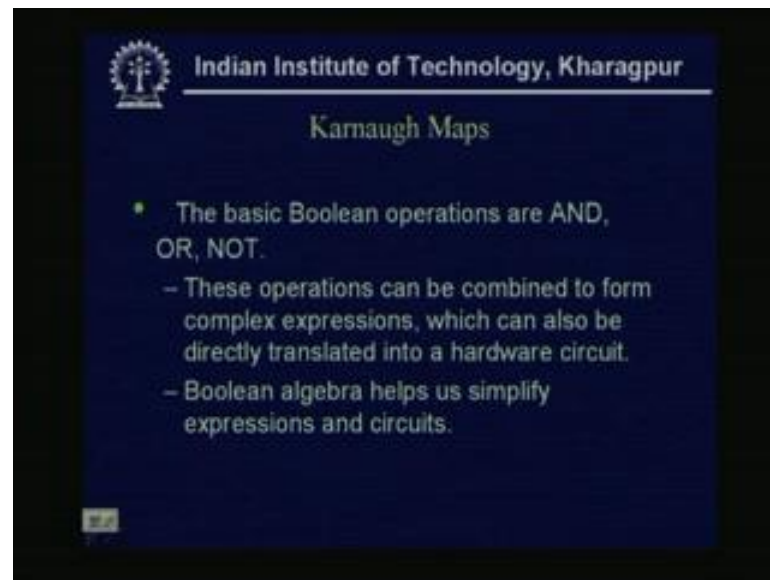 Indian Institute of Technology, Kharagpur
Karnaugh Maps
• The basic Boolean operations are AND,
OR, NOT.
– These operations can be combined to form
complex expressions, which can also be
directly translated into a hardware circuit.
– Boolean algebra helps us simplify
expressions and circuits.